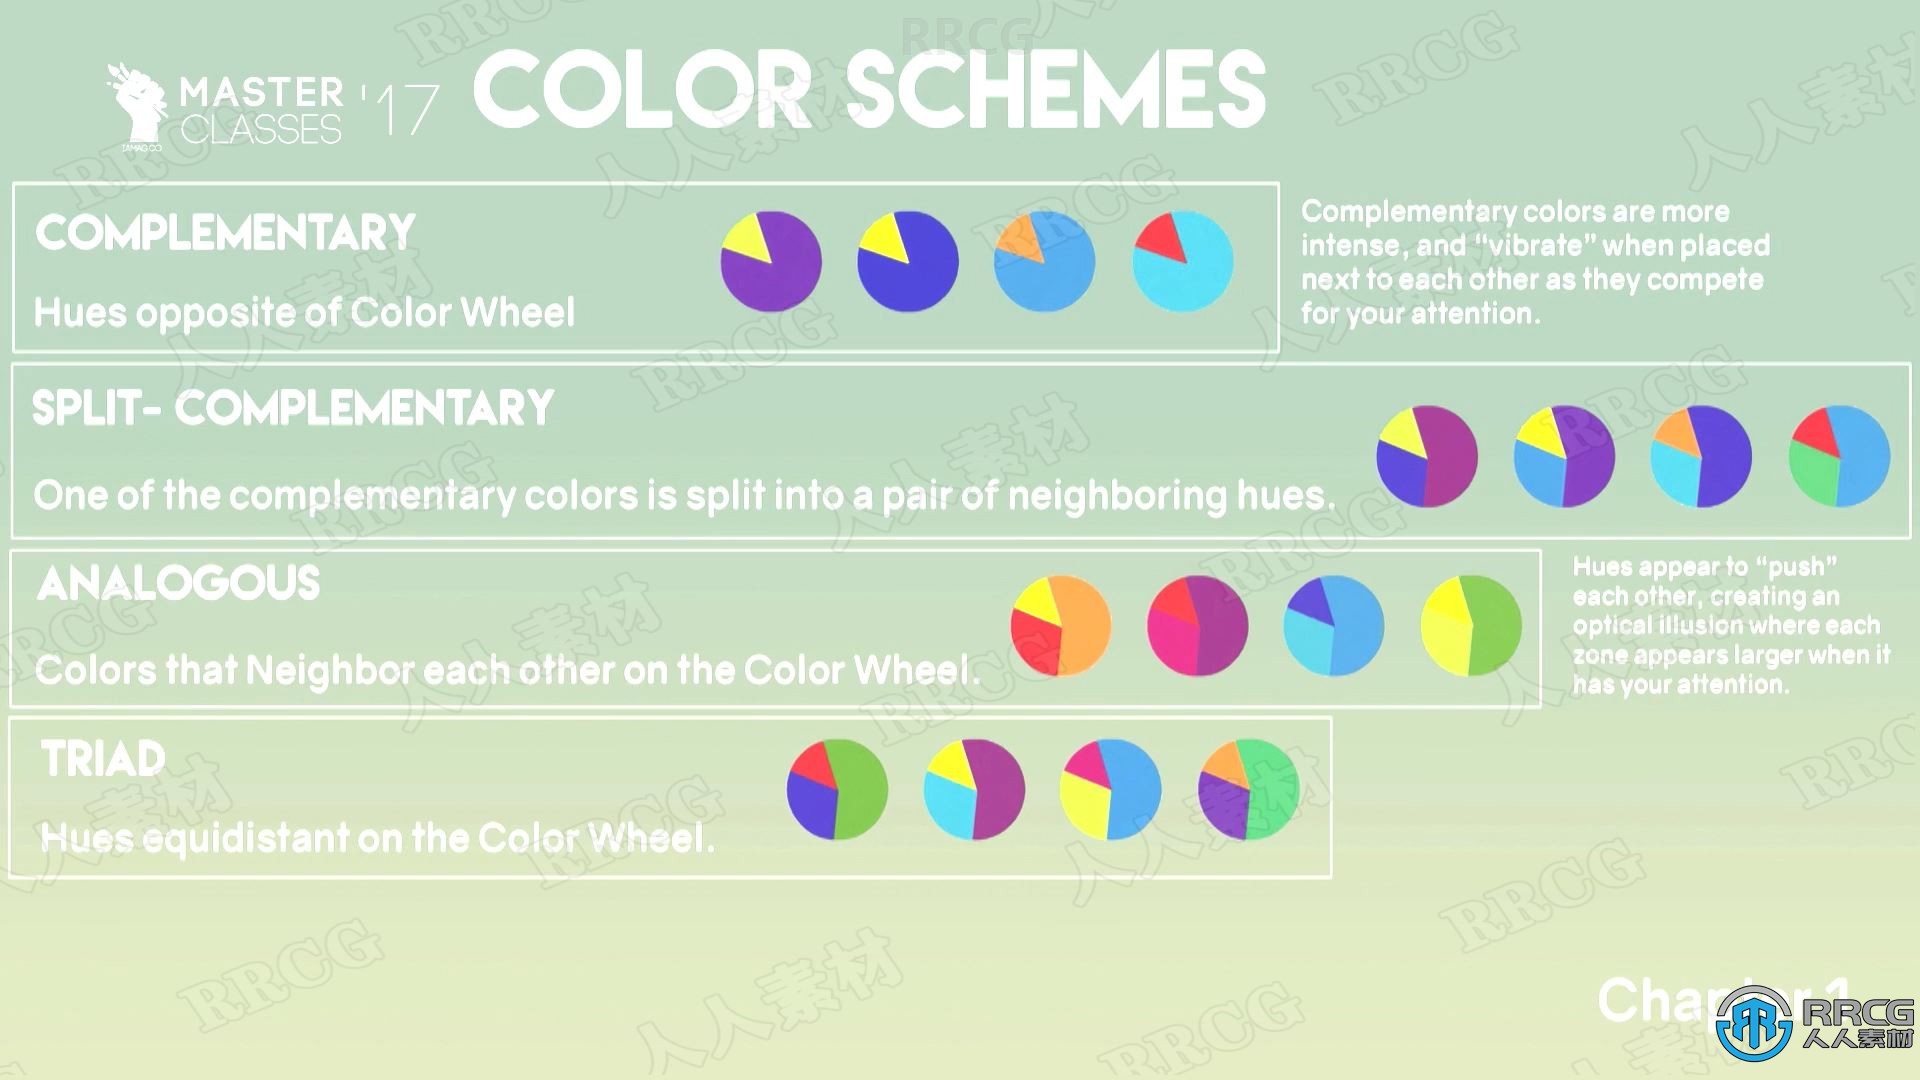 MASTER
CLASSES
'17
TAMAGOO
COLOR SCHEMES
COMPLEMENTARY
Hues opposite of Color Wheel
Complementary colors are more
intense, and “vibrate” when placed
next to each other as they compete
for your attention.
SPLIT- COMPLEMENTARY
One of the complementary colors is split into a pair of neighboring hues.
ANALOGOUS
Colors that Neighbor each other on the Color Wheel.
Hues appear to “push”
each other, creating an
optical illusion where each
zone appears larger when it
has your attention.
TRIAD
Hues equidistant on the Color Wheel.
Chapter 1
RRCG
人人素材